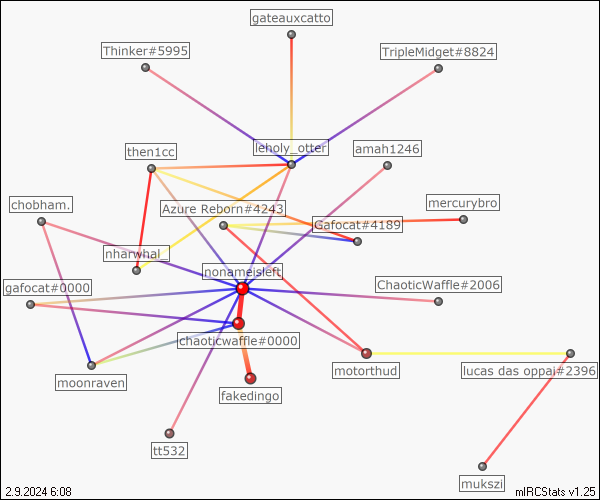 gateauxcatto
Thinker#5995
TripleMidget#8824
leholy_otter
then1cc
amah1246
chobham.
Azure Reborn#4243
mercurybro
Gafocat#4189
nharwhal_
nonameisleft
gafocat#0000
ChaoticWaffle#2006
chaoticwaffle#0000
moonraven
motorthud
lucas das oppai#2396
fakedingo
tt532
mukszi
2.9.2024 6:08
mIRCStats v1.25